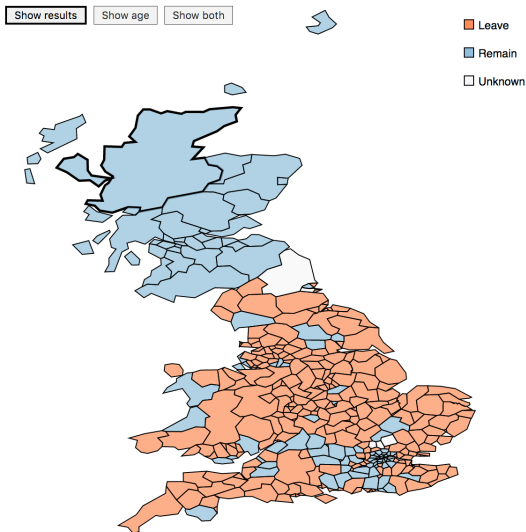 Show results
Show age
Show both
Leave
Remain
Unknown